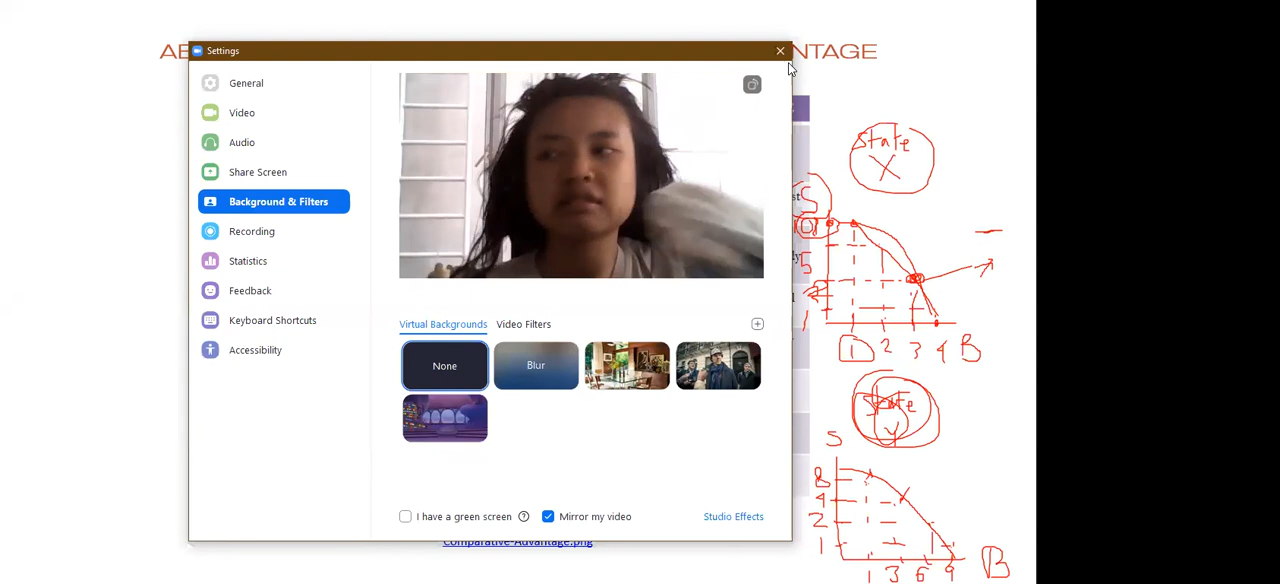 NTAGE
Settings
General
Video
Audio
Share Screen
Background & Filters
Recording
Statistics
Feedback
Keyboard Shortcuts
Accessibility
Virtual Backgrounds Video Filters
None
Blur
I have a green screen
Mirror my video
Studio Effects
Comparative-Advantage.png
State
X
S
5
1
1 2 3 4 B
State
Y
S
8
4
2
1
1 3 6 9 B